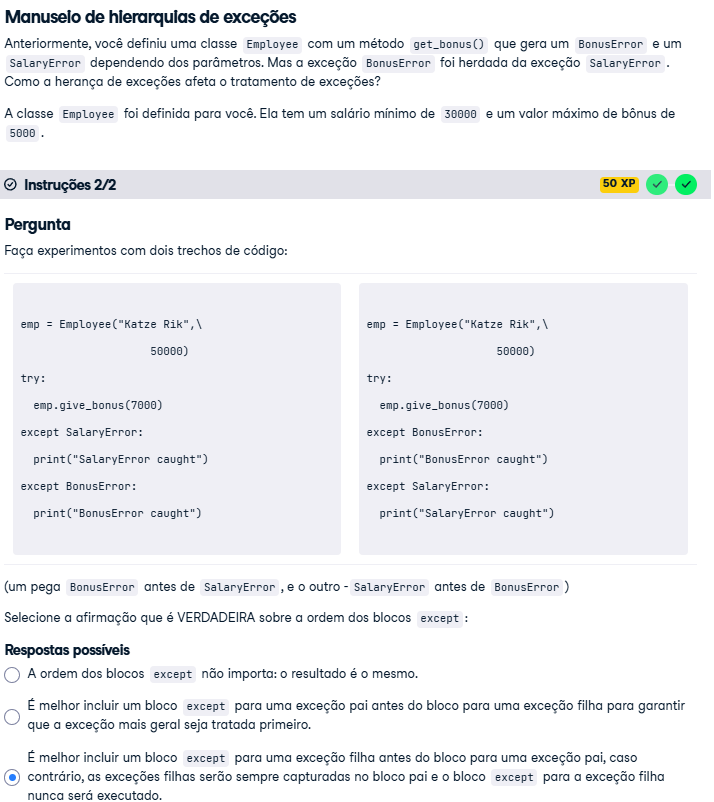 Manuseio de hierarquias de exceções
Anteriormente, você definiu uma classe Employee com um método get_bonus() que gera um BonusError e um
SalaryError dependendo dos parâmetros. Mas a exceção BonusError foi herdada da exceção SalaryError.
Como a herança de exceções afeta o tratamento de exceções?
A classe Employee foi definida para você. Ela tem um salário mínimo de 30000 e um valor máximo de bônus de
5000.
Instruções 2/2
50 XP
Pergunta
Faça experimentos com dois trechos de código:
emp = Employee("Katze Rik",\
50000)
try:
emp.give_bonus(7000)
except SalaryError:
print("SalaryError caught")
except BonusError:
print("BonusError caught")
emp = Employee("Katze Rik",\
50000)
try:
emp.give_bonus(7000)
except BonusError:
print("BonusError caught")
except SalaryError:
print("SalaryError caught")
(um pega BonusError antes de SalaryError, e o outro - SalaryError antes de BonusError)
Selecione a afirmação que é VERDADEIRA sobre a ordem dos blocos except:
Respostas possíveis
A ordem dos blocos except não importa: o resultado é o mesmo.
É melhor incluir um bloco except para uma exceção pai antes do bloco para uma exceção filha para garantir
que a exceção mais geral seja tratada primeiro.
É melhor incluir um bloco except para uma exceção filha antes do bloco para uma exceção pai, caso
contrário, as exceções filhas serão sempre capturadas no bloco pai e o bloco except para a exceção filha
nunca será executado.